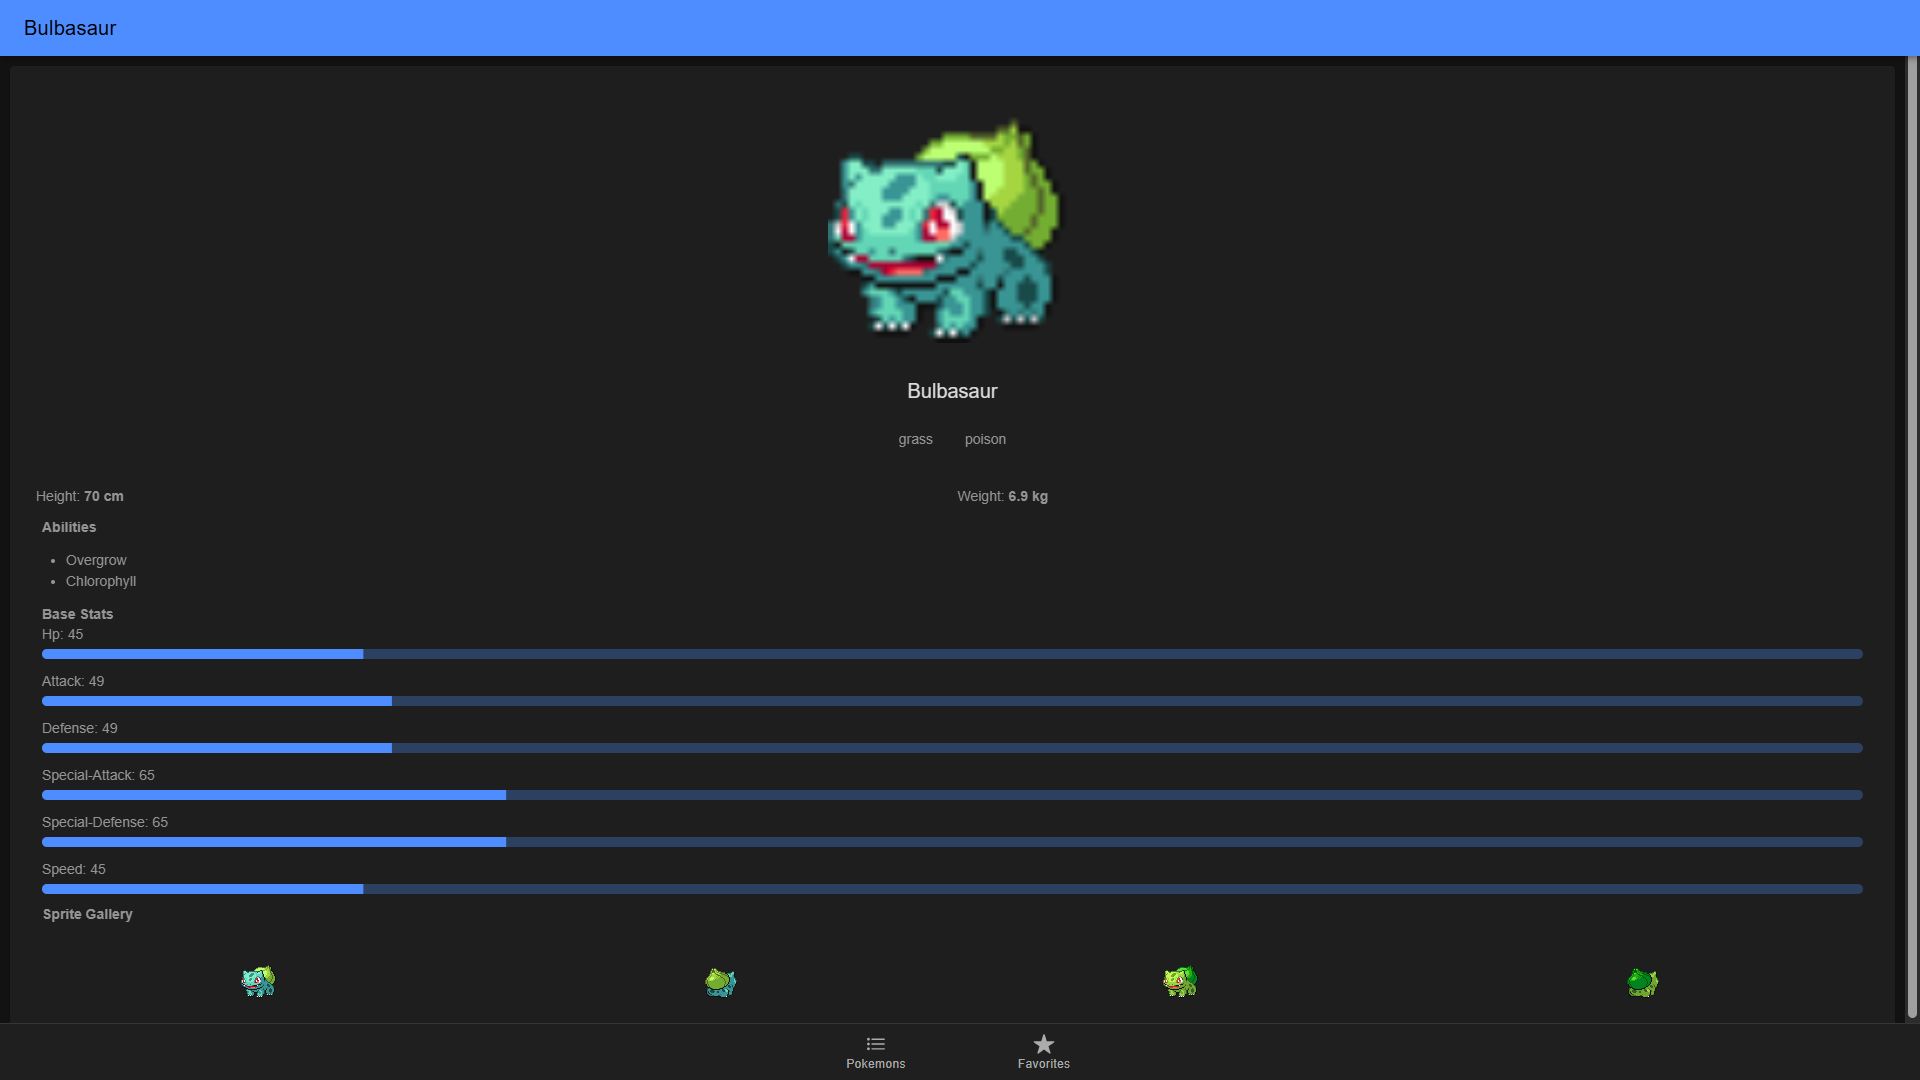 Bulbasaur
Bulbasaur
grass poison
Height: 70 cm Weight: 6.9 kg
Abilities
• Overgrow
• Chlorophyll
Base Stats
Hp: 45
Attack: 49
Defense: 49
Special-Attack: 65
Special-Defense: 65
Speed: 45
Sprite Gallery
Pokemons Favorites